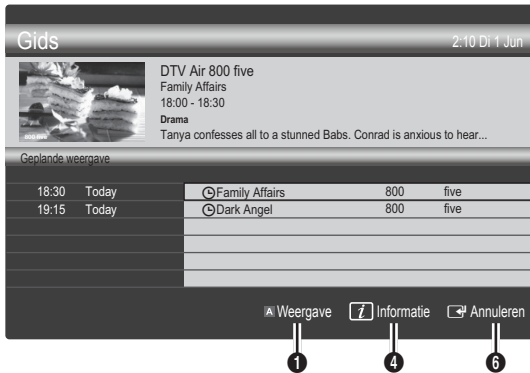 Gids 2:10 Di 1 Jun
DTV Air 800 five
Family Affairs
18:00 - 18:30
Drama
Tanya confesses all to a stunned Babs. Conrad is anxious to hear...
800 five
Geplande weergave
18:30 Today Family Affairs 800 five
19:15 Today Dark Angel 800 five
A Weergave i Informatie Annuleren
1 4 6